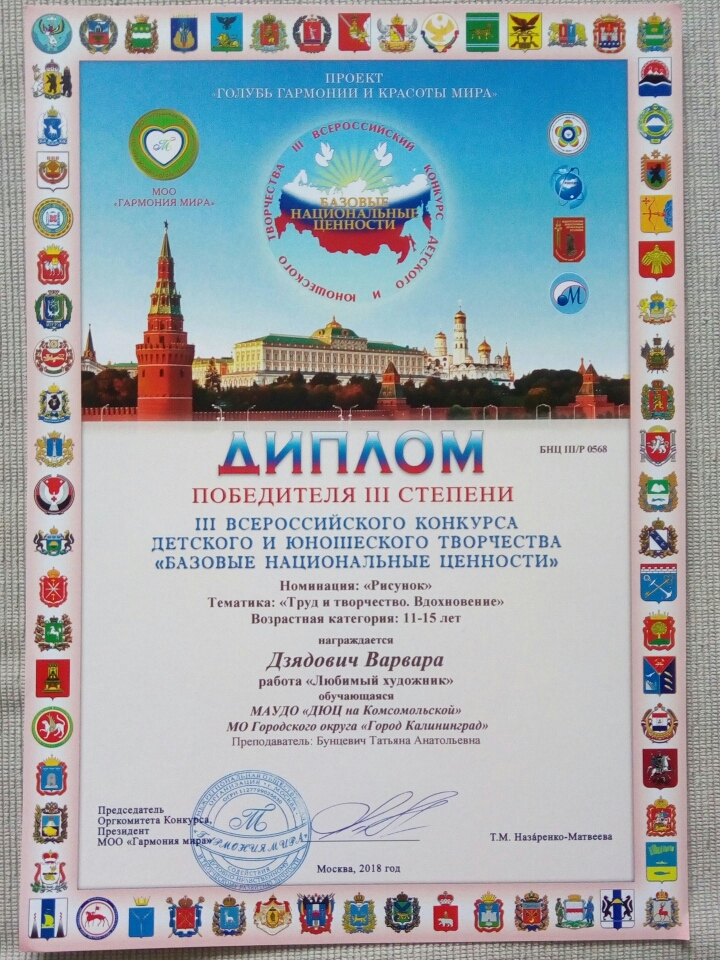 ПРОЕКТ
«ГОЛУБЬ ГАРМОНИИ И КРАСОТЫ МИРА»
МОО
«ГАРМОНИЯ МИРА»
III ВСЕРОССИЙСКИЙ КОНКУРС ДЕТСКОГО И ЮНОШЕСКОГО ТВОРЧЕСТВА
БАЗОВЫЕ
НАЦИОНАЛЬНЫЕ
ЦЕННОСТИ
ДИПЛОМ
БНЦ III/Р 0568
ПОБЕДИТЕЛЯ III СТЕПЕНИ
III ВСЕРОССИЙСКОГО КОНКУРСА
ДЕТСКОГО И ЮНОШЕСКОГО ТВОРЧЕСТВА
«БАЗОВЫЕ НАЦИОНАЛЬНЫЕ ЦЕННОСТИ»
Номинация: «Рисунок»
Тематика: «Труд и творчество. Вдохновение»
Возрастная категория: 11-15 лет
награждается
Дзядович Варвара
работа «Любимый художник»
обучающаяся
МАУДО «ДЮЦ на Комсомольской»
МО Городского округа «Город Калининград»
Преподаватель: Бунцевич Татьяна Анатольевна
Председатель
Оргкомитета Конкурса,
Президент
МОО «Гармония мира»
ГАРМОНИЯ МИРА
Т.М. Назаренко-Матвеева
Москва, 2018 год